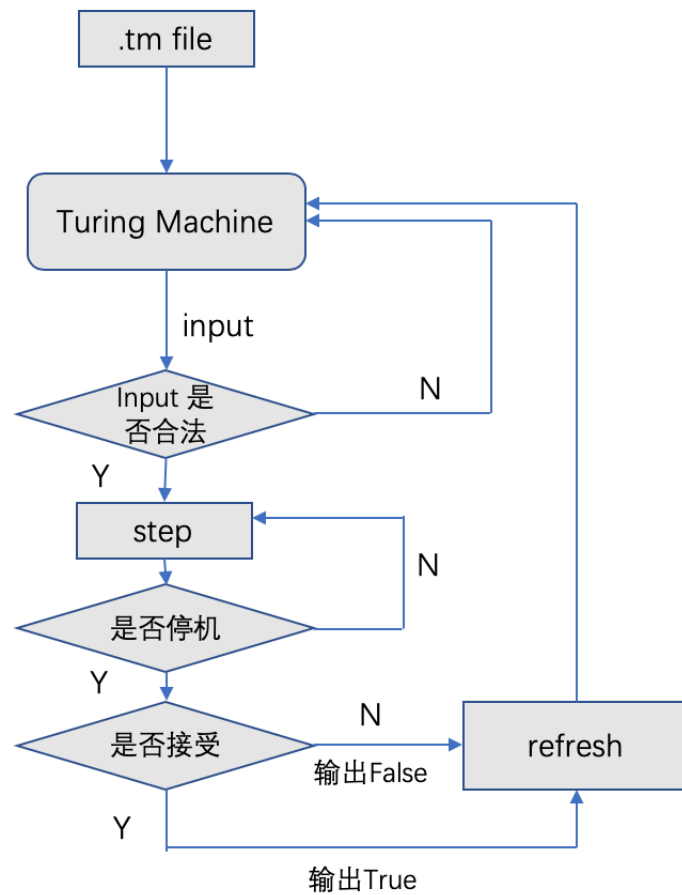 .tm file
Turing Machine
input
Input 是
否合法
N
Y
step
N
是否停机
Y
是否接受
N
输出False
refresh
Y
输出True